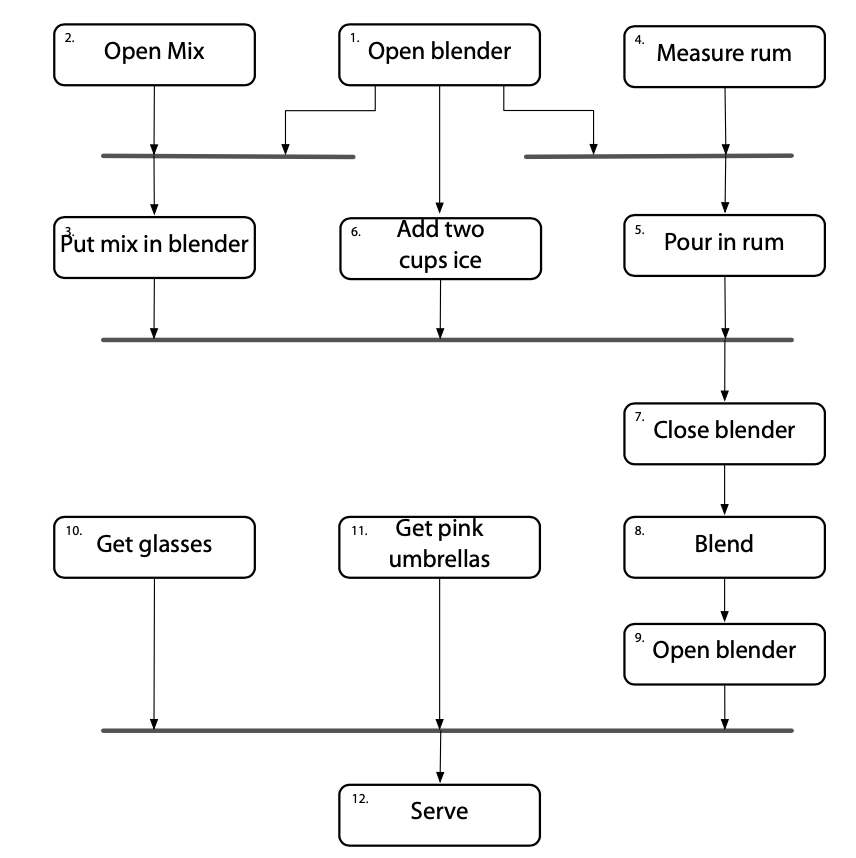 2. Open Mix
1. Open blender
4. Measure rum
3. Put mix in blender
6. Add two
cups ice
5. Pour in rum
7. Close blender
10. Get glasses
11. Get pink
umbrellas
8. Blend
9. Open blender
12. Serve